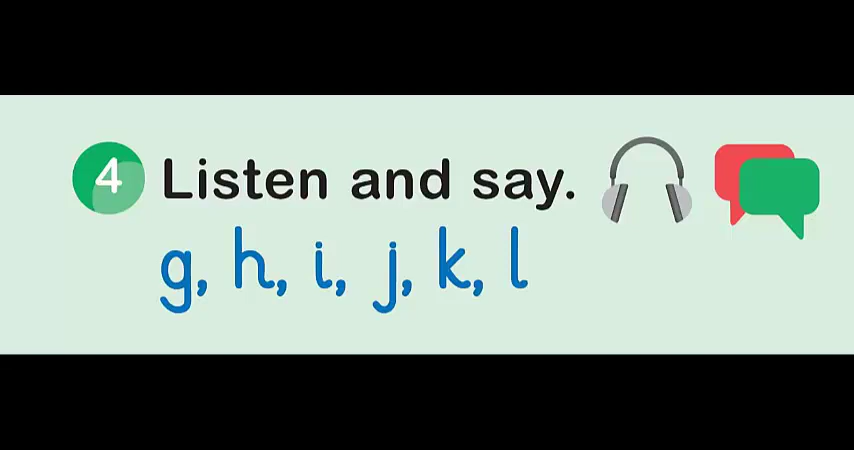 4 Listen and say.
g, h, i, j, k, l